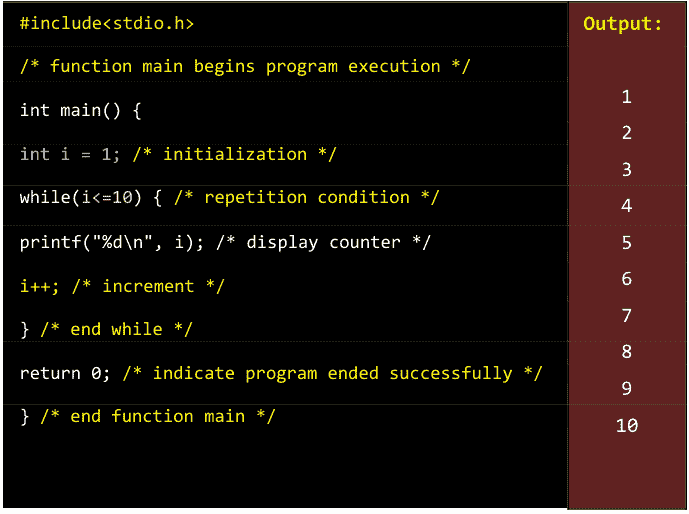 #include<stdio.h>
/* function main begins program execution */
int main() {
int i = 1; /* initialization */
while(i<=10) { /* repetition condition */
printf("%d\n", i); /* display counter */
i++; /* increment */
} /* end while */
return 0; /* indicate program ended successfully */
} /* end function main */
Output:
1
2
3
4
5
6
7
8
9
10